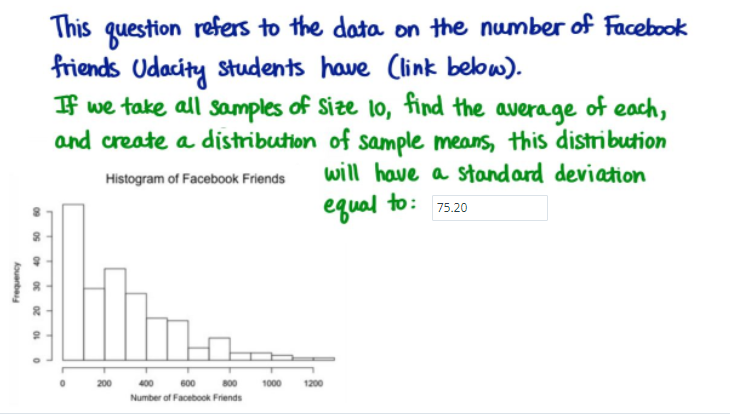 This question refers to the data on the number of Facebook
friends Udacity students have (link below).
If we take all samples of size 10, find the average of each,
and create a distribution of sample means, this distribution
will have a standard deviation
equal to: 75.20
Histogram of Facebook Friends
Frequency
60
50
40
30
20
10
0
0 200 400 600 800 1000 1200
Number of Facebook Friends